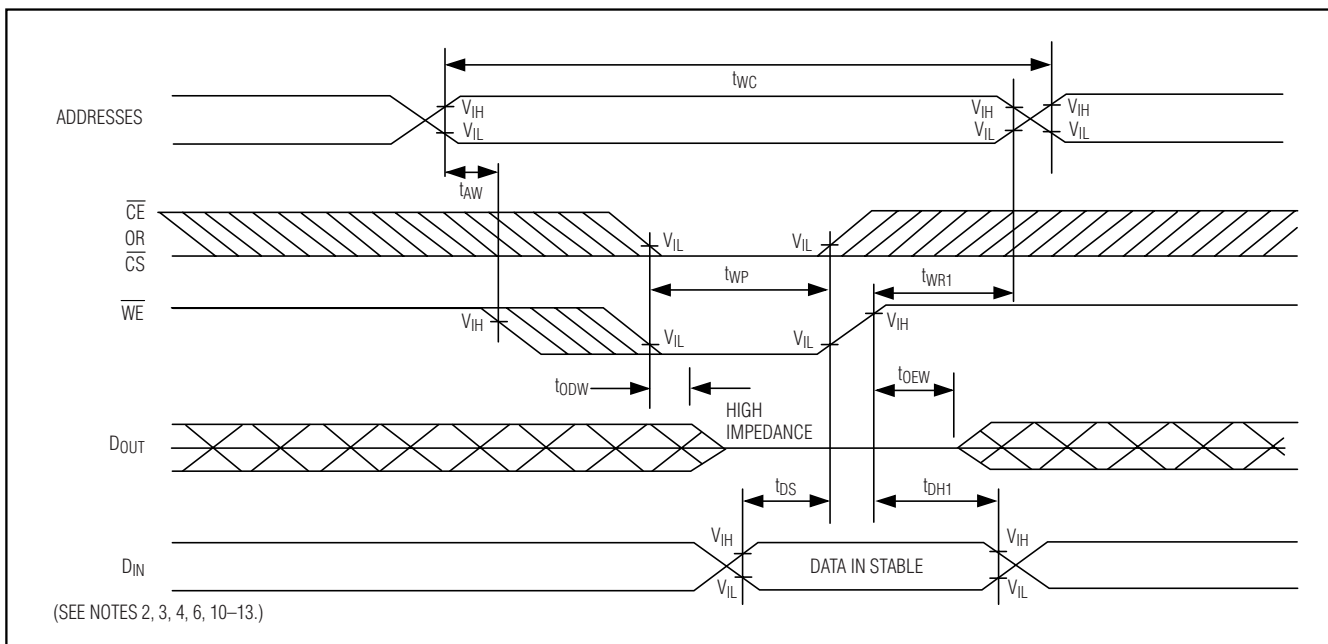 tWC
ADDRESSES
VIH
VIL
VIH
VIL
VIH
VIL
tAW
CE
OR
CS
VIL
VIL
tWP
tWR1
WE
VIH
VIL
VIL
VIH
tODW
tOEW
HIGH
IMPEDANCE
DOUT
tDS
tDH1
VIH
VIH
DIN
DATA IN STABLE
VIL
VIL
(SEE NOTES 2, 3, 4, 6, 10–13.)